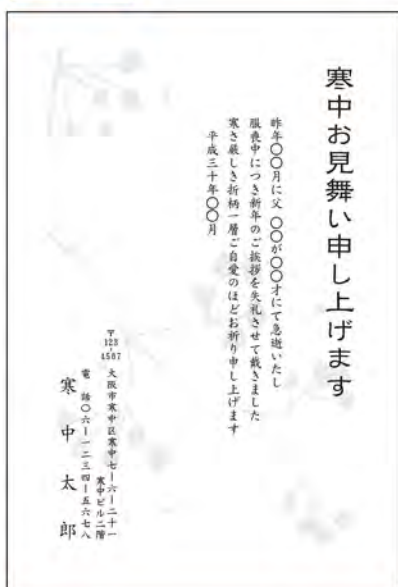 寒中お見舞い申し上げます
昨年〇〇月に父 〇〇が〇〇才にて急逝いたし
服喪中につき新年のご挨拶を失礼させて戴きました
寒さ厳しき折柄一層ご自愛のほどお祈り申し上げます
平成三十年〇〇月
〒123-4567
大阪市寒中区寒中七ー六ー二十一
寒中ビル二階
電話〇六ー一二三四ー五六七八
寒中太郎